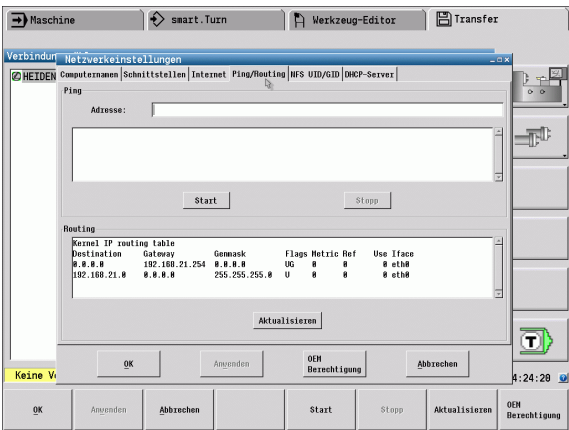 Maschine
smart.Turn
Werkzeug-Editor
Transfer
Netzverkeinstellungen
HEIDEN
Computernamen Schnittstellen Internet Ping/Routing NFS UID/GID DHCP-Server
Ping
Adresse:
Start Stopp
Routing
Kernel IP routing table
Destination Gateway Genmask Flags Metric Ref Use Iface
0.0.0.0 192.168.21.254 0.0.0.0 UG 0 0 0 eth0
192.168.21.0 0.0.0.0 255.255.255.0 U 0 0 0 eth0
Aktualisieren
OK Anwenden OEM Berechtigung Abbrechen
T
Keine
4:24:20
OK Anwenden Abbrechen Start Stopp Aktualisieren OEM Berechtigung